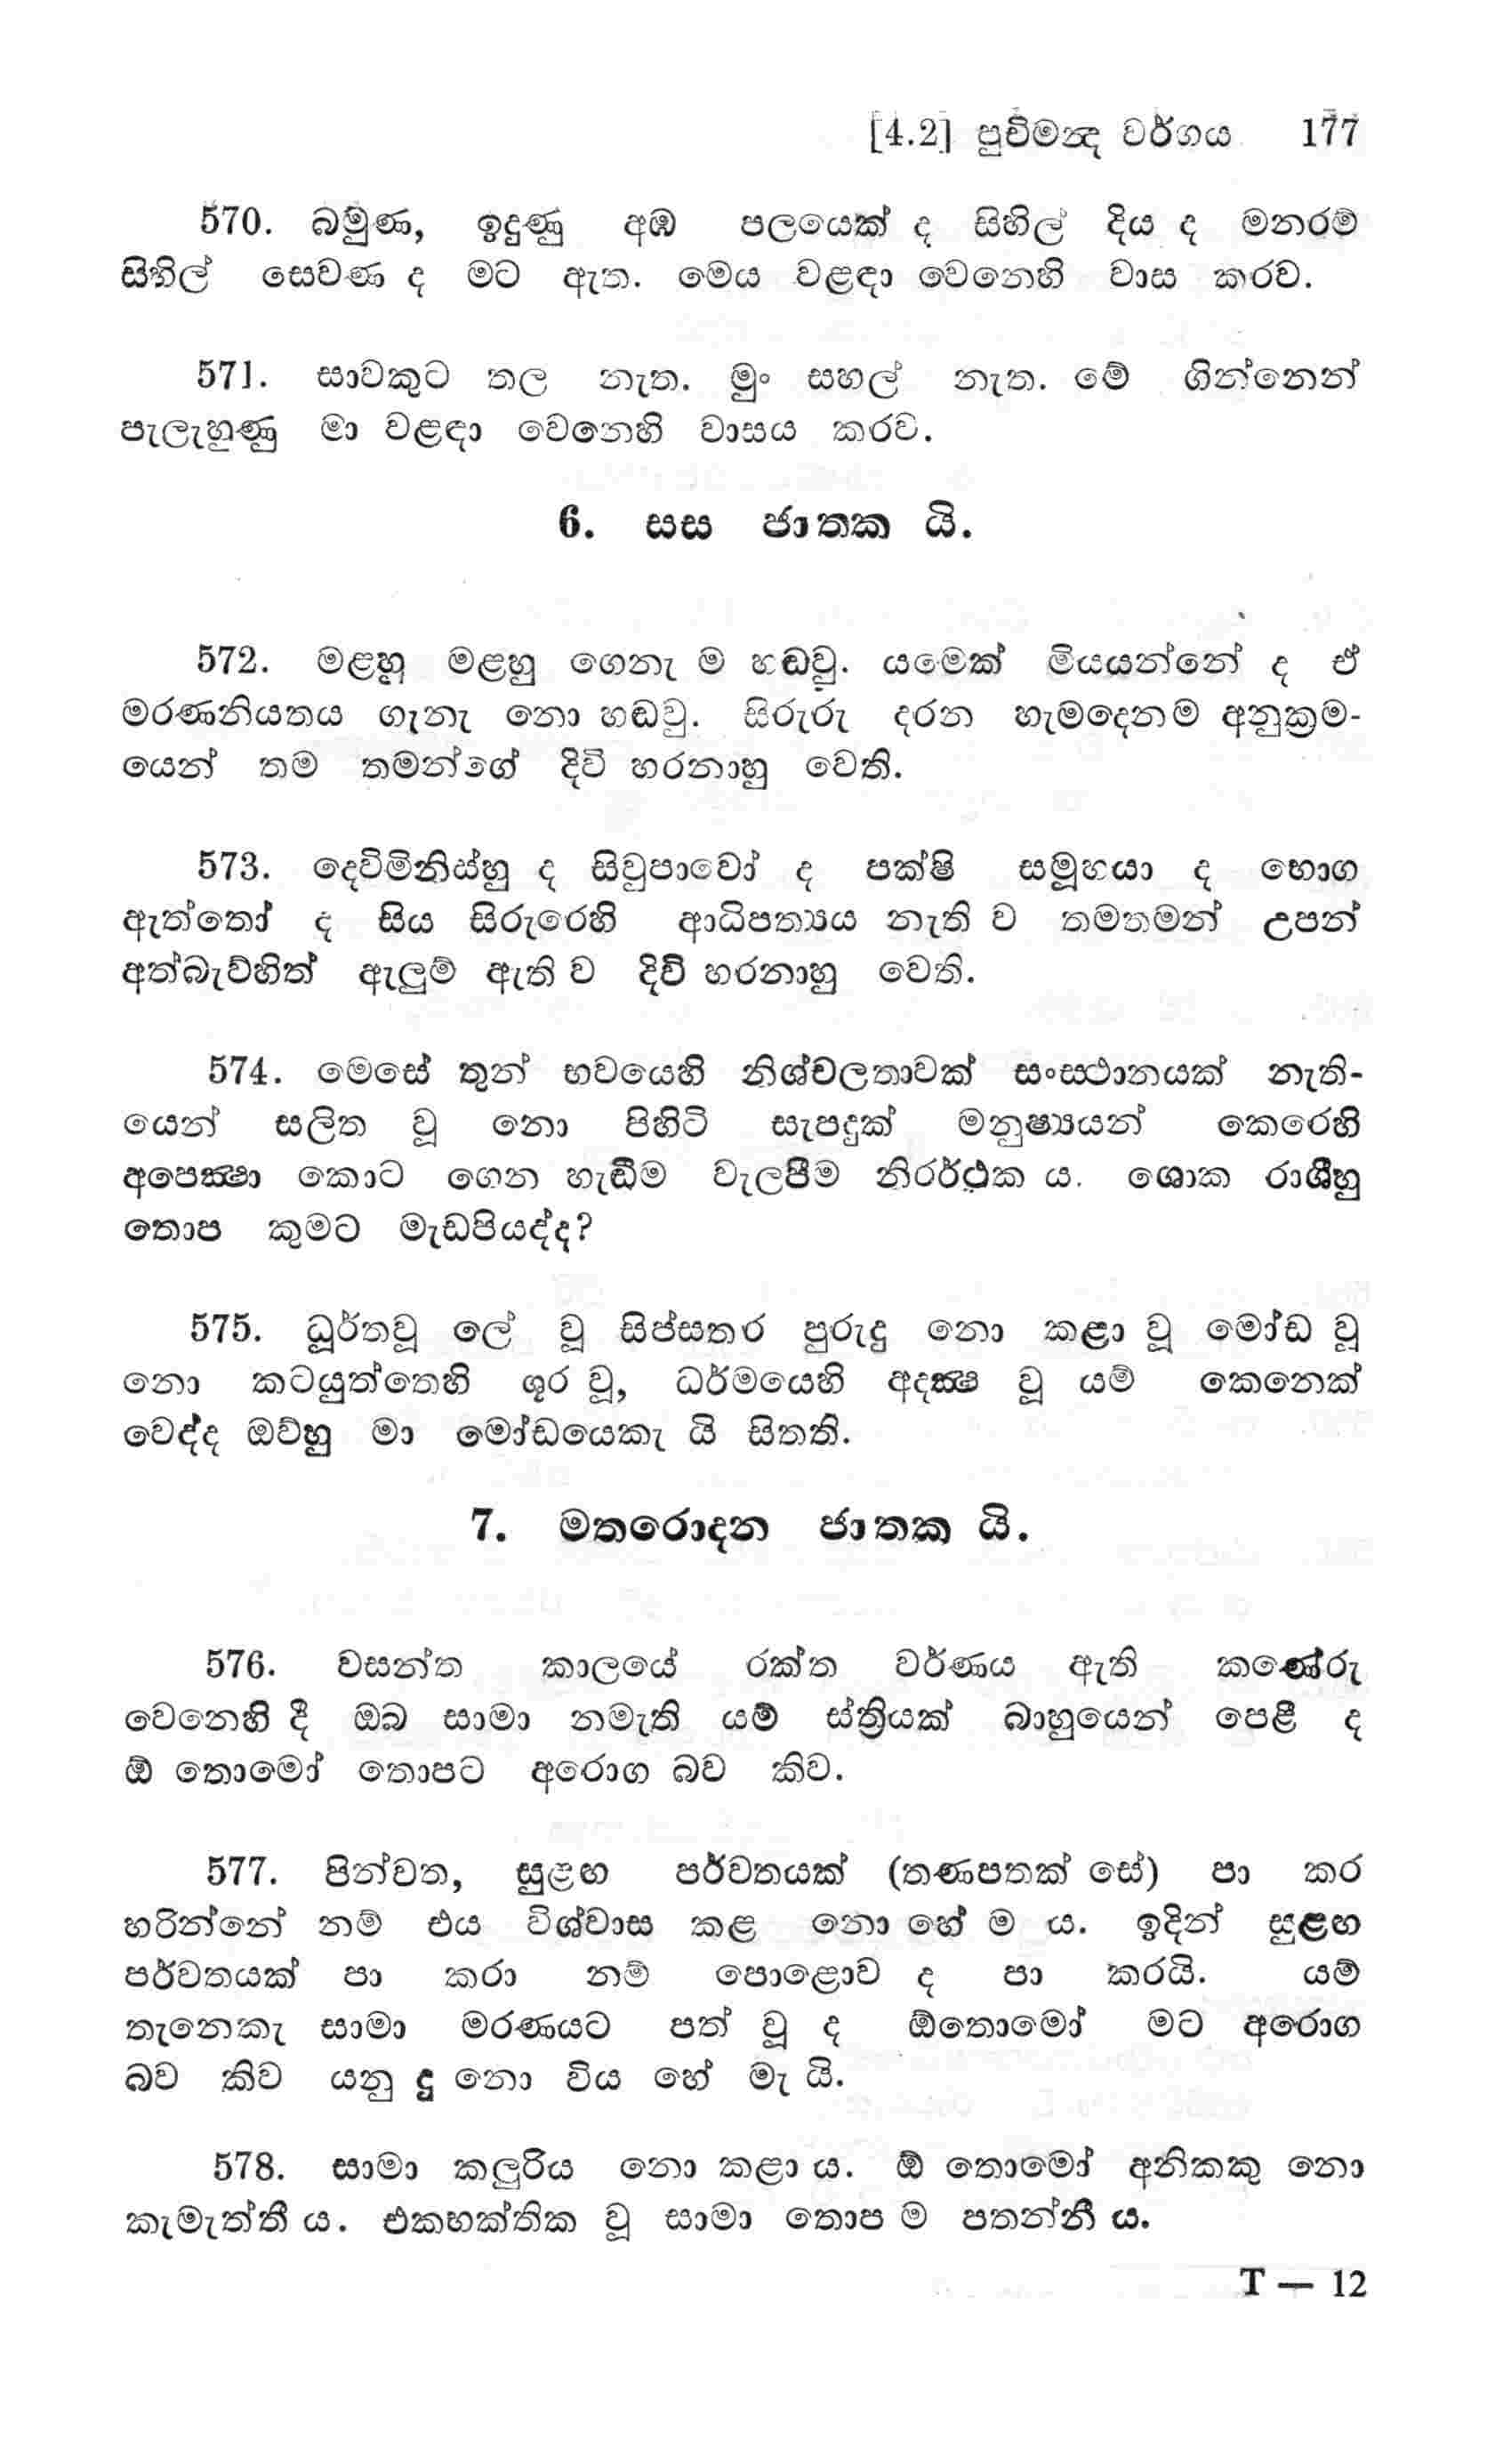 [4.2] පුචිමන්‍ද වර්ගය 177
570. බමුණ, ඉදුණු අඹ පලයෙක් ද සිහිල් දිය ද මනරම්
සිහිල් සෙවණ ද මට ඇත. මෙය වළඳා වෙනෙහි වාස කරව.
571. සාවකුට තල නැත. මුං සහල් නැත. මේ ගින්නෙන්
පැලැහුණු මා වළඳා වෙනෙහි වාසය කරව.
6. සස ජාතක යි.
572. මළහු මළහු ගෙනැ ම හඬවු. යමෙක් මියයන්නේ ද ඒ
මරණනියතය ගැනැ නො හඬවු. සිරුරු දරන හැමදෙනම අනුක්‍රම-
යෙන් තම තමන්ගේ දිවි හරනාහු වෙති.
573. දෙව්මිනිස්හු ද සිවුපාවෝ ද පක්ෂි සමූහයා ද භොග
ඇත්තෝ ද සිය සිරුරෙහි ආධිපත්‍යය නැති ව තමතමන් උපන්
අත්බැව්හිත් ඇලුම් ඇති ව දිවි හරනාහු වෙති.
574. මෙසේ තුන් භවයෙහි නිශ්චලතාවක් සංස්ථානයක් නැති-
යෙන් සලිත වූ නො පිහිටි සැපදුක් මනුෂ්‍යයන් කෙරෙහි
අපෙක්‍ෂා කොට ගෙන හැඬීම වැලපීම නිරර්ථක ය. ශොක රාශීහු
තොප කුමට මැඩපියද්ද?
575. ධූර්තවූ ලේ වූ සිප්සතර පුරුදු නො කළා වූ මෝඩ වූ
නො කටයුත්තෙහි ශූර වූ, ධර්මයෙහි අදක්‍ෂ වූ යම් කෙනෙක්
වෙද්ද ඔව්හු මා මෝඩයෙකැ යි සිතති.
7. මතරොදන ජාතක යි.
576. වසන්ත කාලයේ රක්ත වර්ණය ඇති කණේරු
වෙනෙහි දී ඔබ සාමා නමැති යම් ස්ත්‍රියක් බාහුයෙන් පෙළී ද
ඕ තොමෝ තොපට අරොග බව කිව.
577. පින්වත, සුළඟ පර්වතයක් (තණපතක් සේ) පා කර
හරින්නේ නම් එය විශ්වාස කළ නො හේ ම ය. ඉදින් සුළඟ
පර්වතයක් පා කරා නම් පොළොව ද පා කරයි. යම්
තැනෙකැ සාමා මරණයට පත් වූ ද ඕතොමෝ මට අරොග
බව කිව යනු දු නො විය හේ මැ යි.
578. සාමා කලුරිය නො කළා ය. ඕ තොමෝ අනිකකු නො
කැමැත්තී ය. එකභක්තික වූ සාමා තොප ම පතන්නී ය.
T — 12